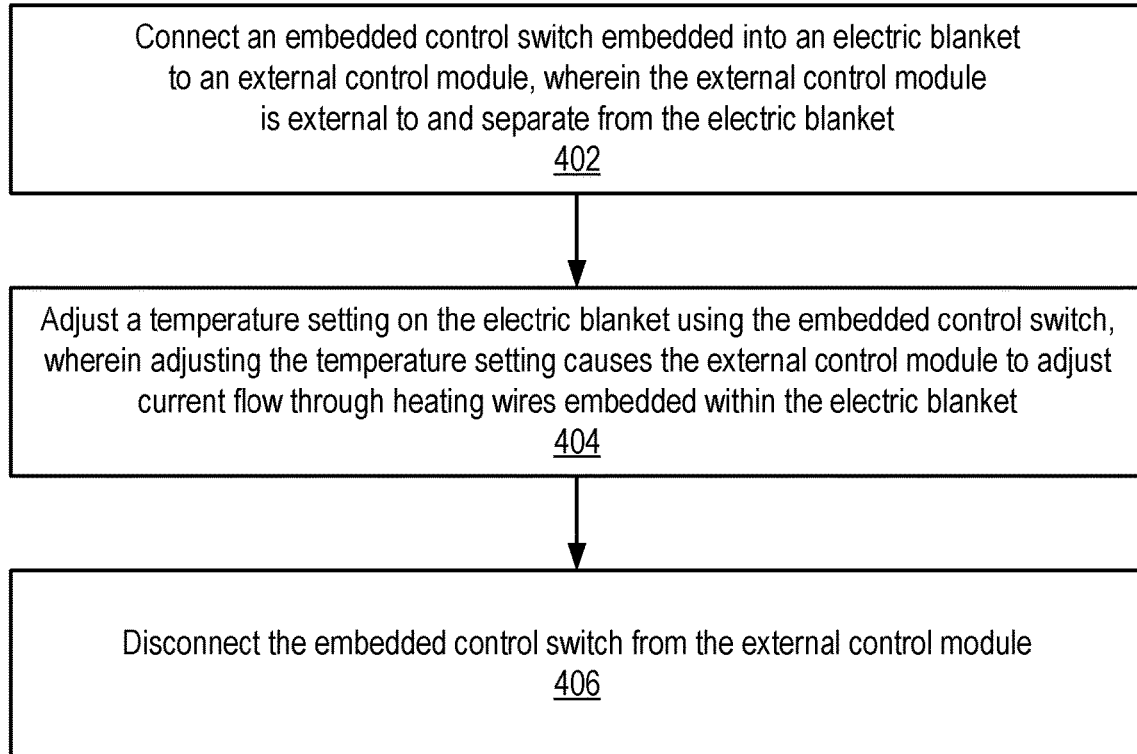 Connect an embedded control switch embedded into an electric blanket
to an external control module, wherein the external control module
is external to and separate from the electric blanket
402
Adjust a temperature setting on the electric blanket using the embedded control switch,
wherein adjusting the temperature setting causes the external control module to adjust
current flow through heating wires embedded within the electric blanket
404
Disconnect the embedded control switch from the external control module
406